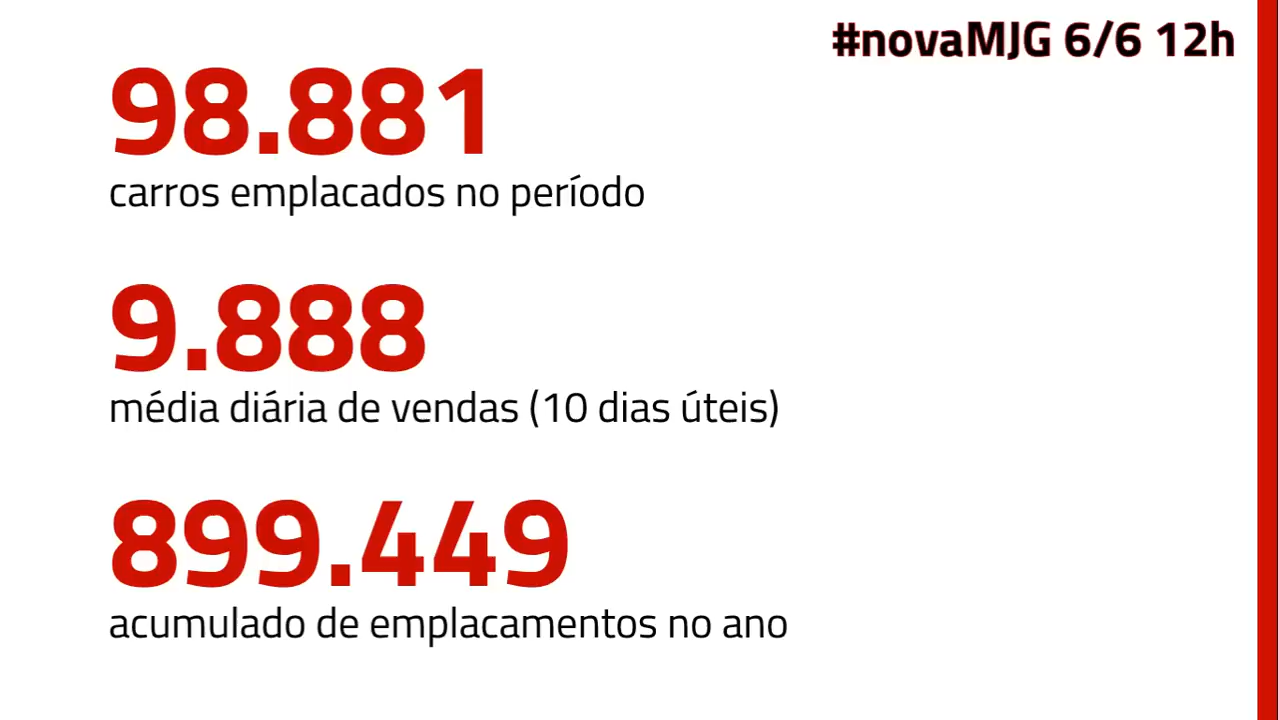 #novaMJG 6/6 12h
98.881
carros emplacados no período
9.888
média diária de vendas (10 dias úteis)
899.449
acumulado de emplacamentos no ano